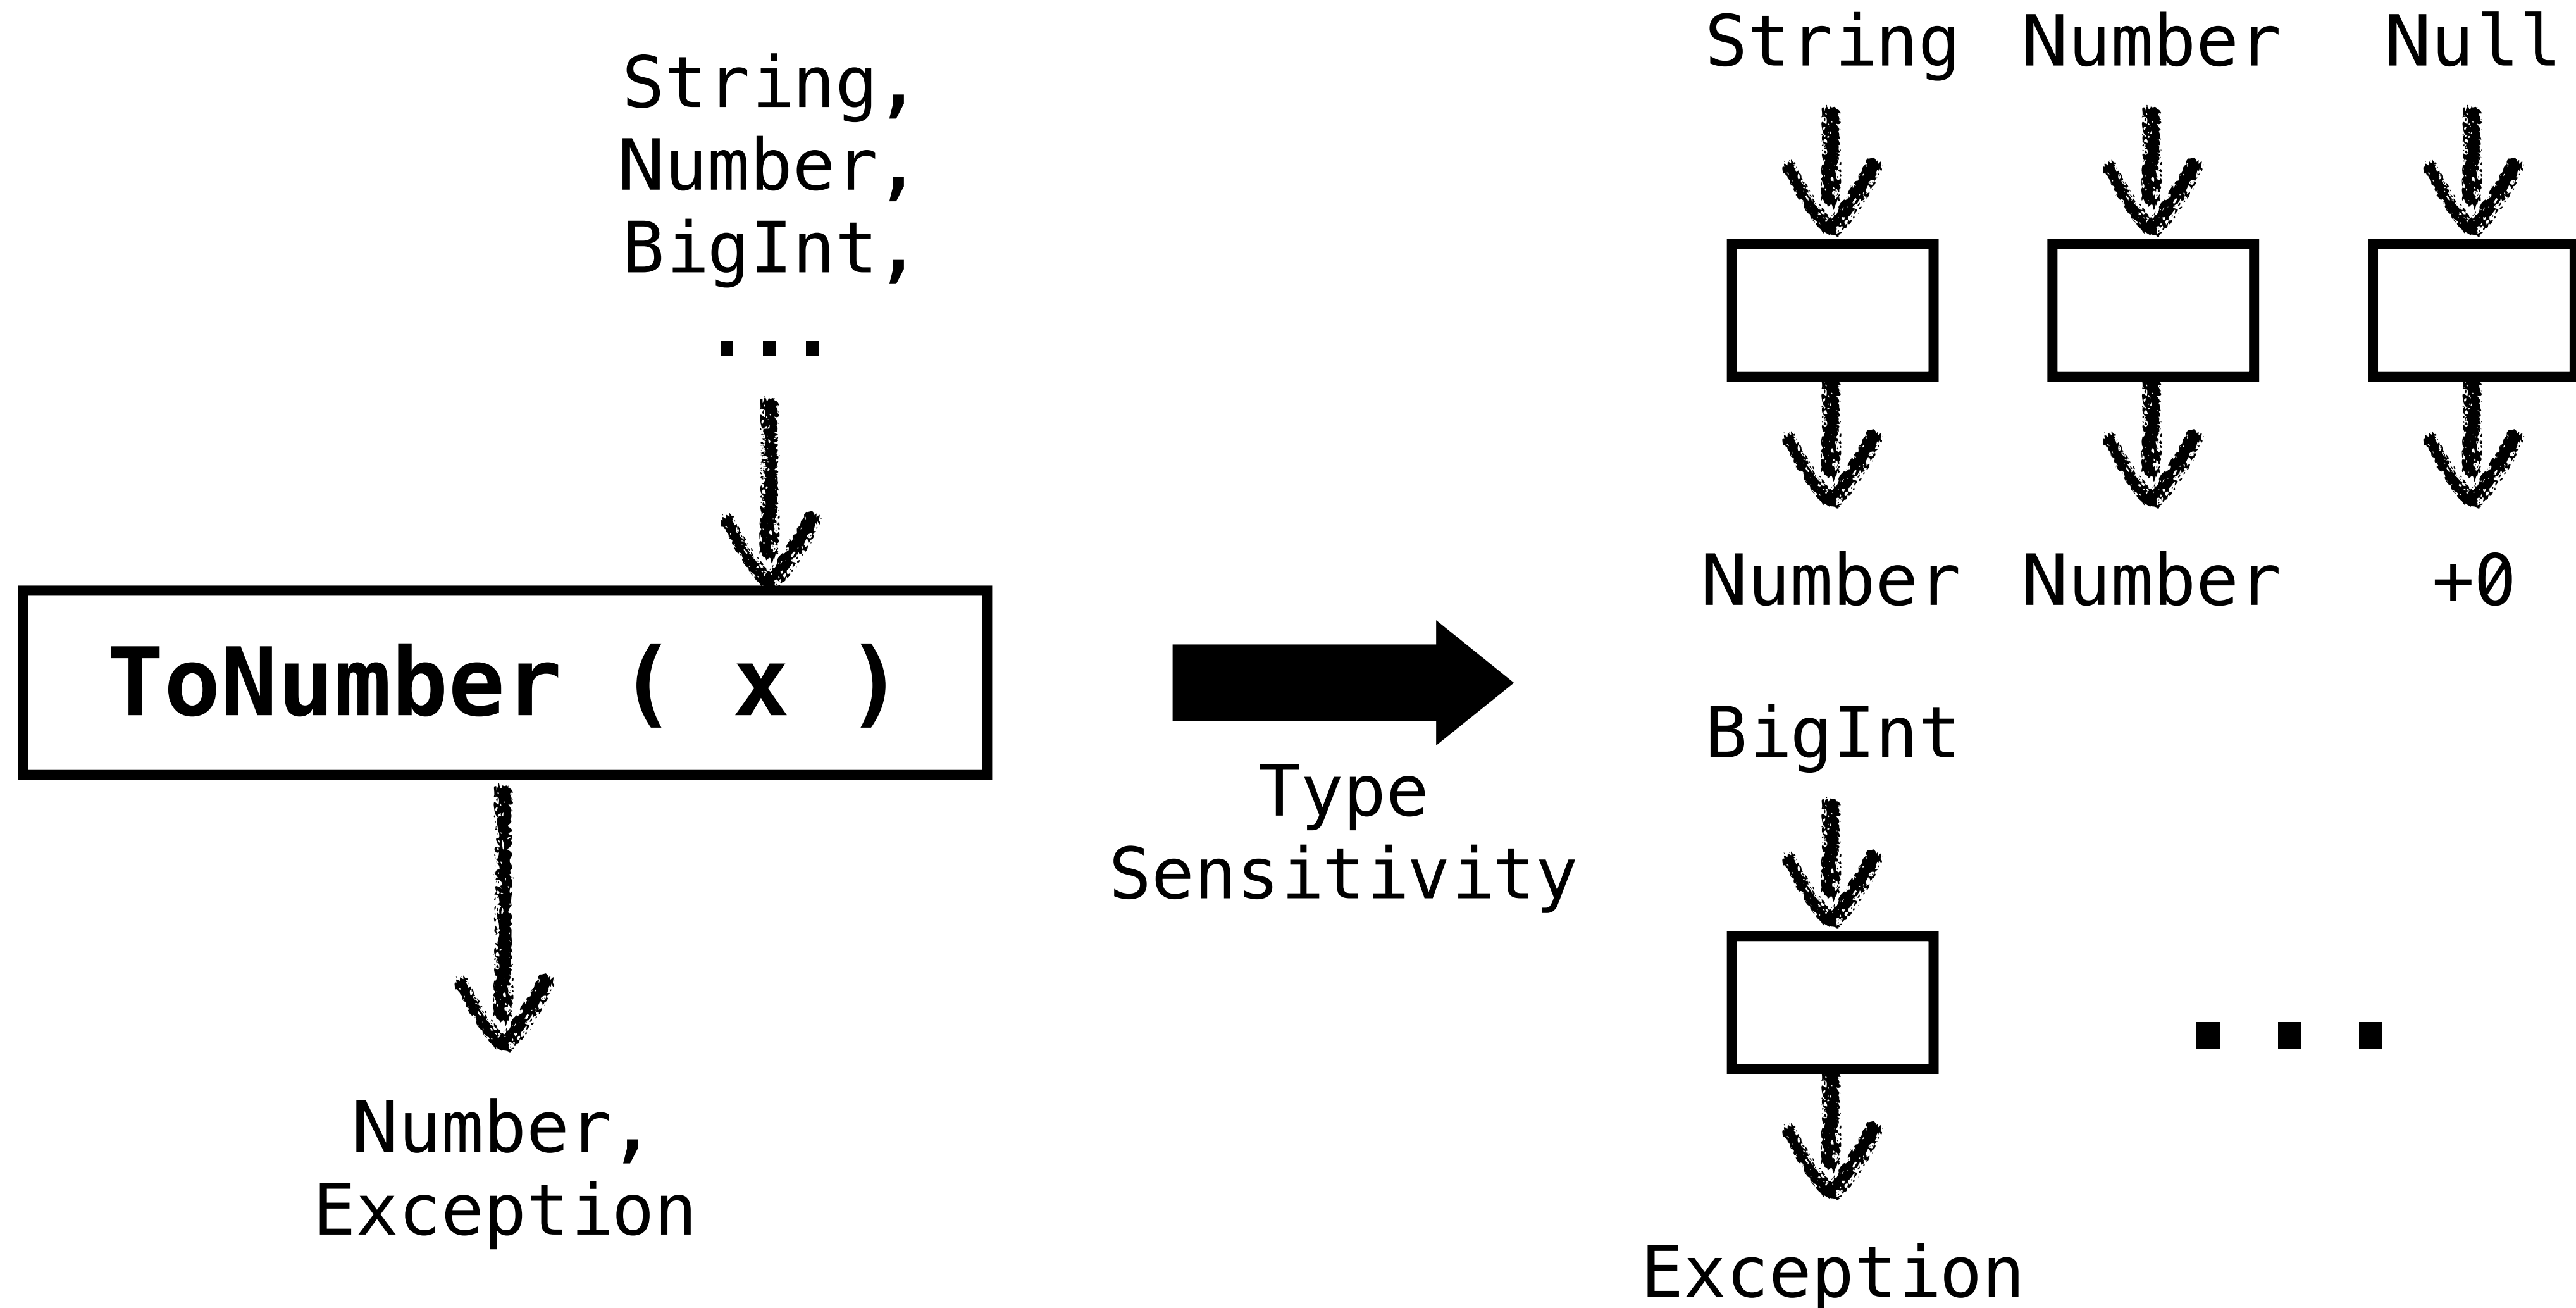 String,
Number,
BigInt,
...
ToNumber ( x )
Number,
Exception
Type
Sensitivity
String Number Null
Number Number +0
BigInt
...
Exception